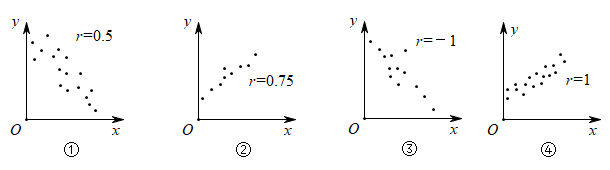 y
r=0.5
O
x
①
y
r=0.75
O
x
②
y
r=－1
O
x
③
y
r=1
O
x
④